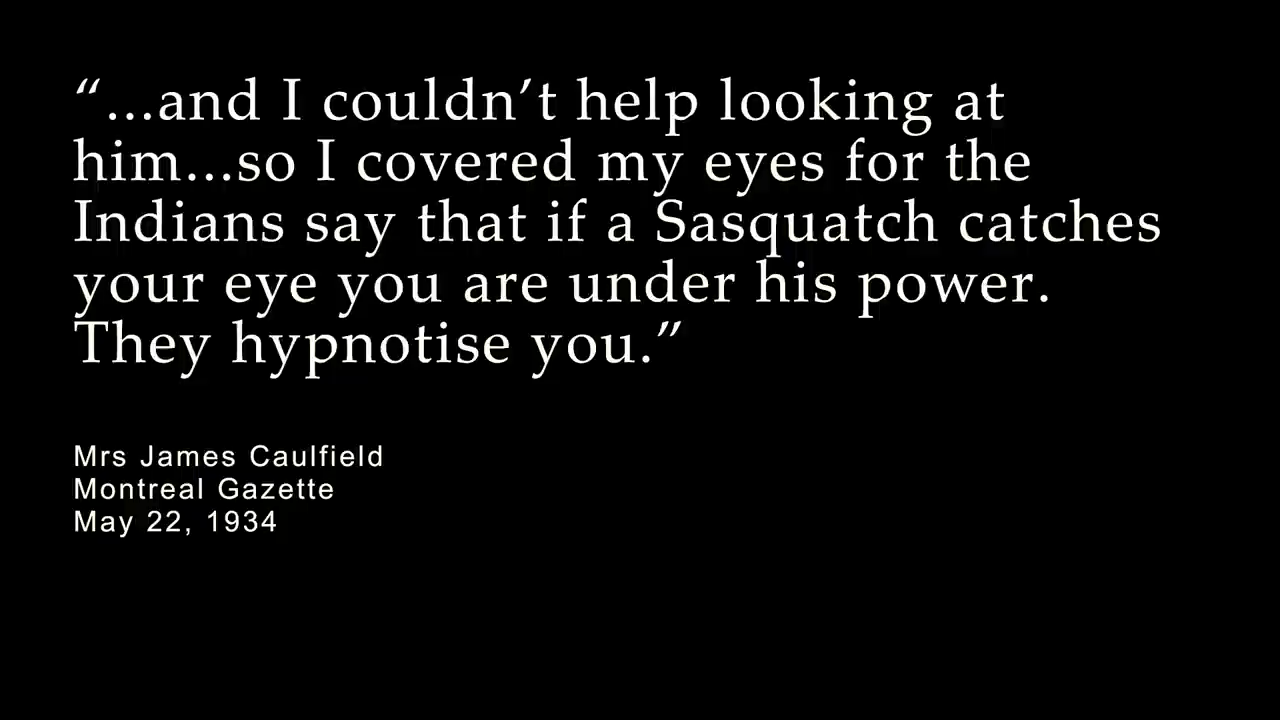 “...and I couldn’t help looking at
him...so I covered my eyes for the
Indians say that if a Sasquatch catches
your eye you are under his power.
They hypnotise you.”
Mrs James Caulfield
Montreal Gazette
May 22, 1934